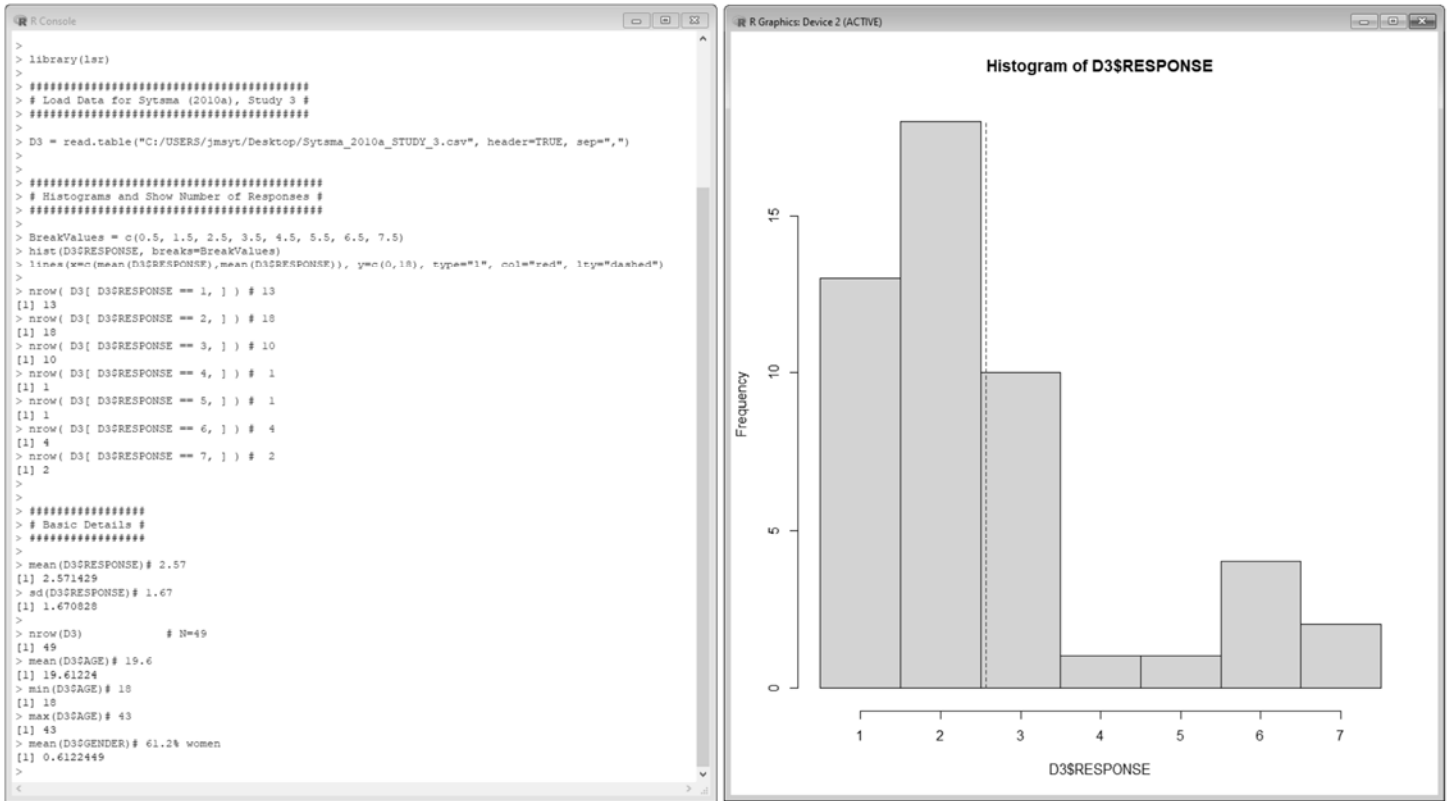 R Console
>
> library(lsr)
>
> #########################################
> # Load Data for Sytsma (2010a), Study 3 #
> #########################################
>
> D3 = read.table("C:/USERS/jmsyt/Desktop/Sytsma_2010a_STUDY_3.csv", header=TRUE, sep=",")
>
>
> ###########################################
> # Histograms and Show Number of Responses #
> ###########################################
>
> BreakValues = c(0.5, 1.5, 2.5, 3.5, 4.5, 5.5, 6.5, 7.5)
> hist(D3$RESPONSE, breaks=BreakValues)
> lines(x=c(mean(D3$RESPONSE),mean(D3$RESPONSE)), y=c(0,18), type="l", col="red", lty="dashed")
>
> nrow( D3[ D3$RESPONSE == 1, ] ) # 13
[1] 13
> nrow( D3[ D3$RESPONSE == 2, ] ) # 18
[1] 18
> nrow( D3[ D3$RESPONSE == 3, ] ) # 10
[1] 10
> nrow( D3[ D3$RESPONSE == 4, ] ) #  1
[1] 1
> nrow( D3[ D3$RESPONSE == 5, ] ) #  1
[1] 1
> nrow( D3[ D3$RESPONSE == 6, ] ) #  4
[1] 4
> nrow( D3[ D3$RESPONSE == 7, ] ) #  2
[1] 2
>
>
> #################
> # Basic Details #
> #################
>
> mean(D3$RESPONSE)# 2.57
[1] 2.571429
> sd(D3$RESPONSE)# 1.67
[1] 1.670828
>
> nrow(D3)             # N=49
[1] 49
> mean(D3$AGE)# 19.6
[1] 19.61224
> min(D3$AGE)# 18
[1] 18
> max(D3$AGE)# 43
[1] 43
> mean(D3$GENDER)# 61.2% women
[1] 0.6122449
>
R Graphics: Device 2 (ACTIVE)
Histogram of D3$RESPONSE
Frequency
15
10
5
0
1 2 3 4 5 6 7
D3$RESPONSE